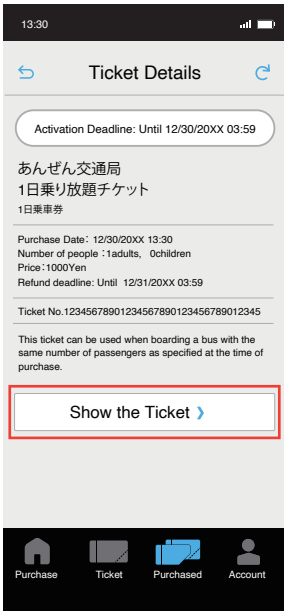 13:30
Ticket Details
Activation Deadline: Until 12/30/20XX 03:59
あんぜん交通局
1日乗り放題チケット
1日乗車券
Purchase Date: 12/30/20XX 13:30
Number of people :1adults, 0children
Price:1000Yen
Refund deadline: Until 12/31/20XX 03:59
Ticket No.12345678901234567890123456789012345
This ticket can be used when boarding a bus with the
same number of passengers as specified at the time of
purchase.
Show the Ticket ❯
Purchase Ticket Purchased Account